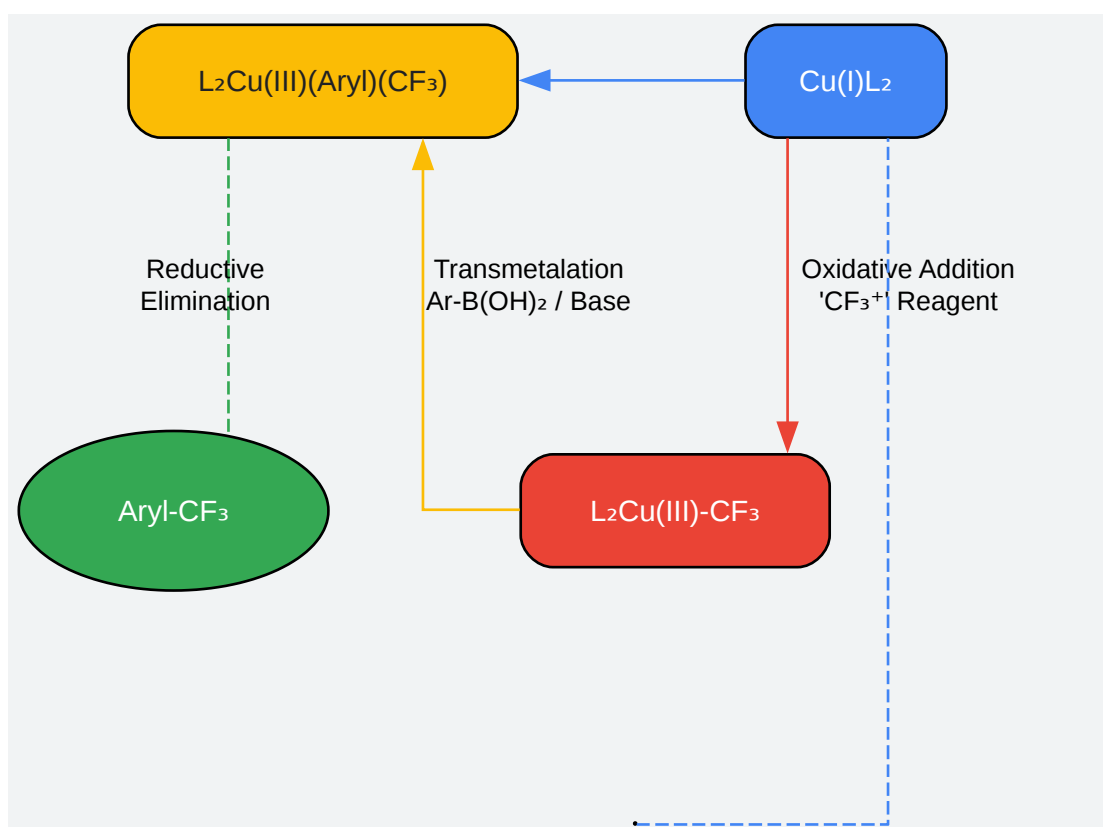 L₂Cu(III)(Aryl)(CF₃)
Cu(I)L₂
Reductive
Elimination
Transmetalation
Ar-B(OH)₂ / Base
Oxidative Addition
'CF₃⁺' Reagent
Aryl-CF₃
L₂Cu(III)-CF₃